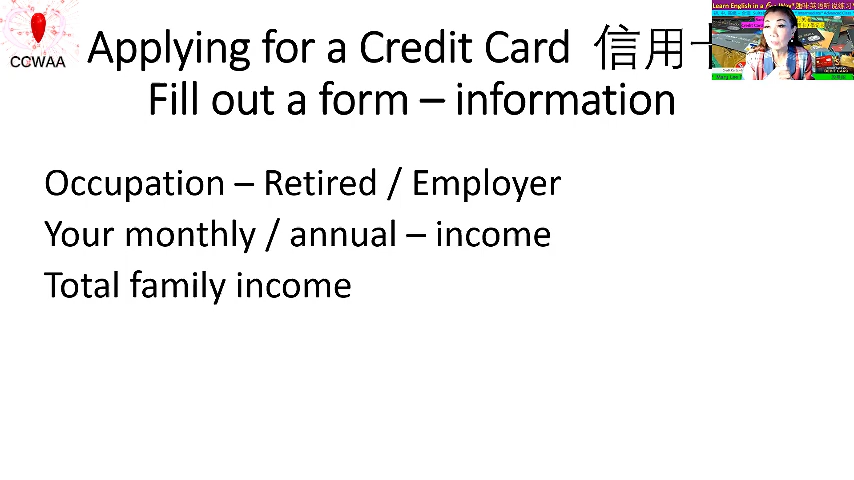 CCWAA
Applying for a Credit Card 信用
Fill out a form – information
Occupation – Retired / Employer
Your monthly / annual – income
Total family income
Learn English in a